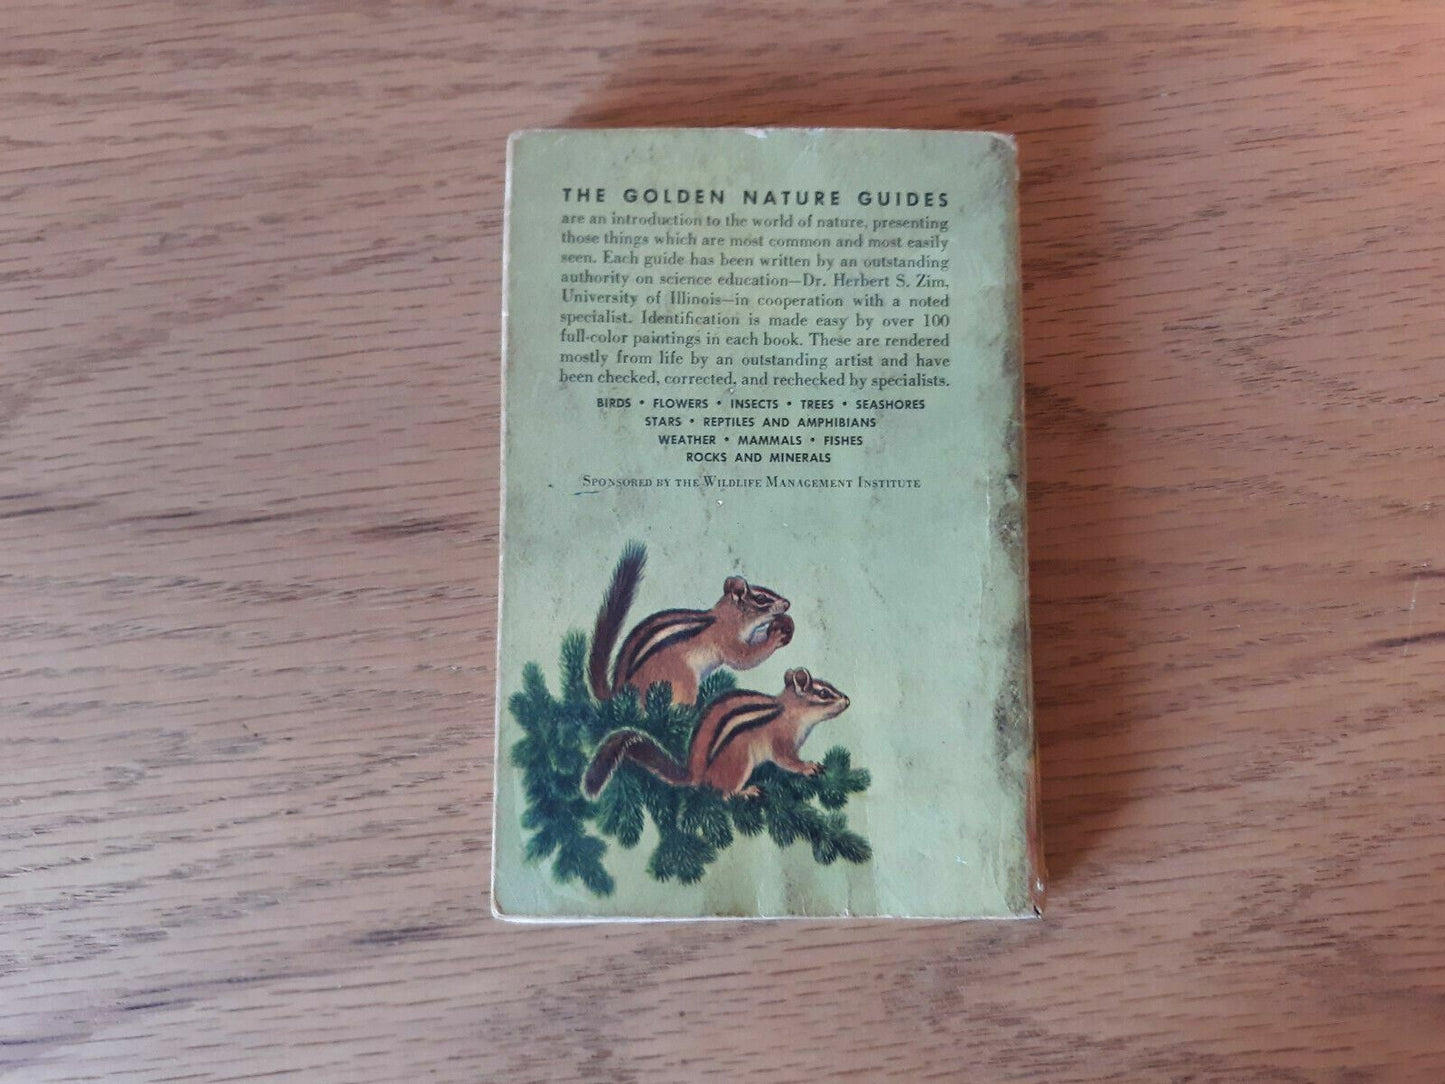 THE GOLDEN NATURE GUIDES
are an introduction to the world of nature, presenting
those things which are most common and most easily
seen. Each guide has been written by an outstanding
authority on science education—Dr. Herbert S. Zim,
University of Illinois—in cooperation with a noted
specialist. Identification is made easy by over 100
full-color paintings in each book. These are rendered
mostly from life by an outstanding artist and have
been checked, corrected, and rechecked by specialists.
BIRDS • FLOWERS • INSECTS • TREES • SEASHORES
STARS • REPTILES AND AMPHIBIANS
WEATHER • MAMMALS • FISHES
ROCKS AND MINERALS
SPONSORED BY THE WILDLIFE MANAGEMENT INSTITUTE